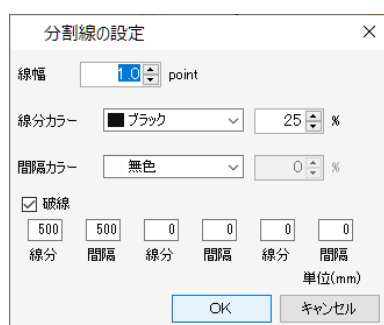 分割線の設定
線幅 1.0 point
線分カラー ブラック 25 %
間隔カラー 無色 0 %
破線
500 500 0 0 0 0
線分 間隔 線分 間隔 線分 間隔
単位(mm)
OK キャンセル